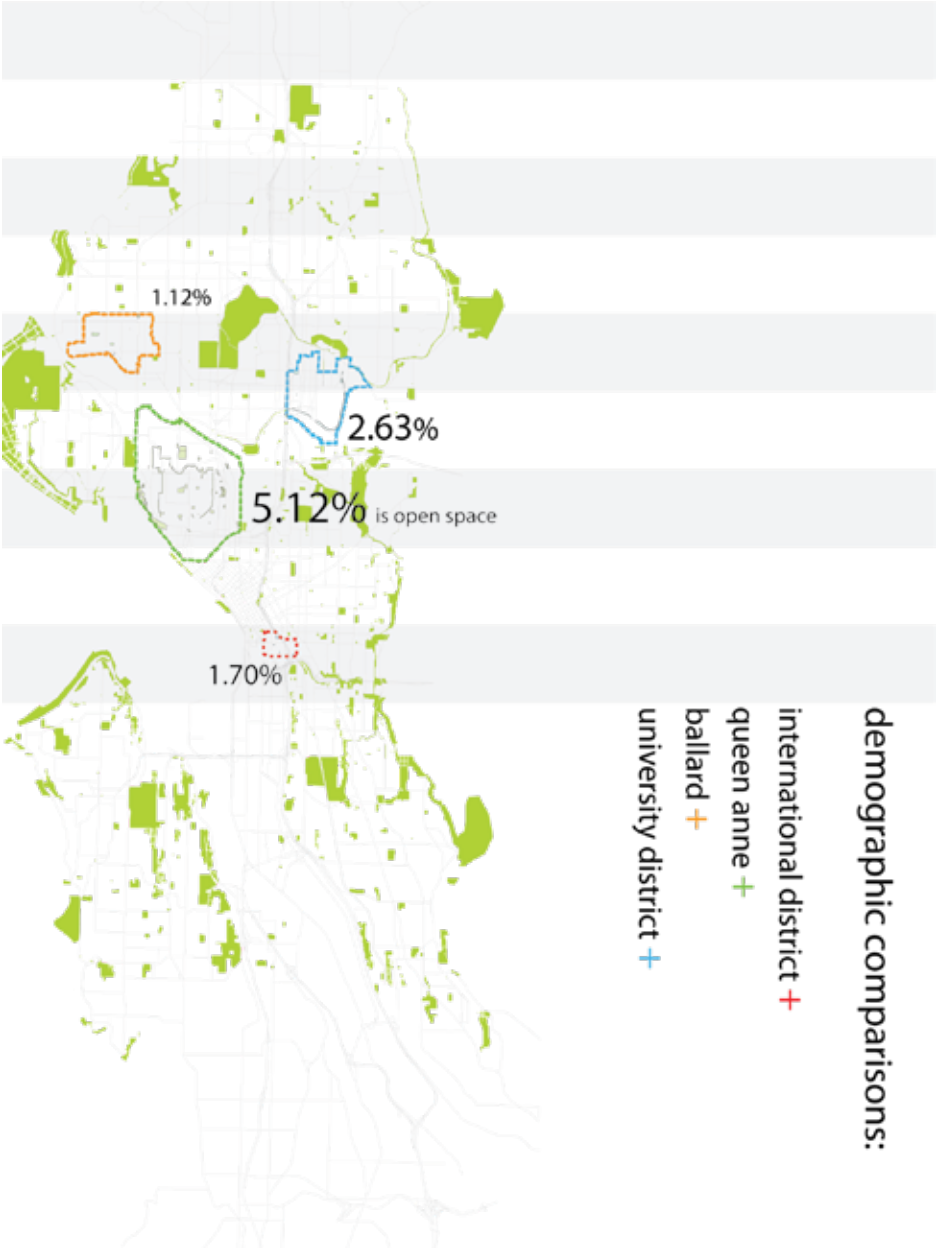 demographic comparisons:
international district +
queen anne +
ballard +
university district +
1.12%
2.63%
5.12% is open space
1.70%